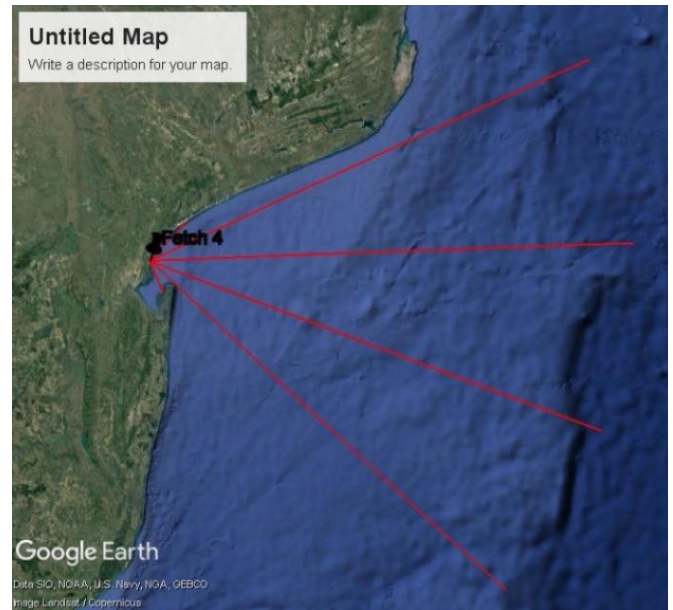 Untitled Map
Write a description for your map.
Fetch 4
Google Earth
Data SIO, NOAA, U.S. Navy, NGA, GEBCO
Image Landsat / Copernicus